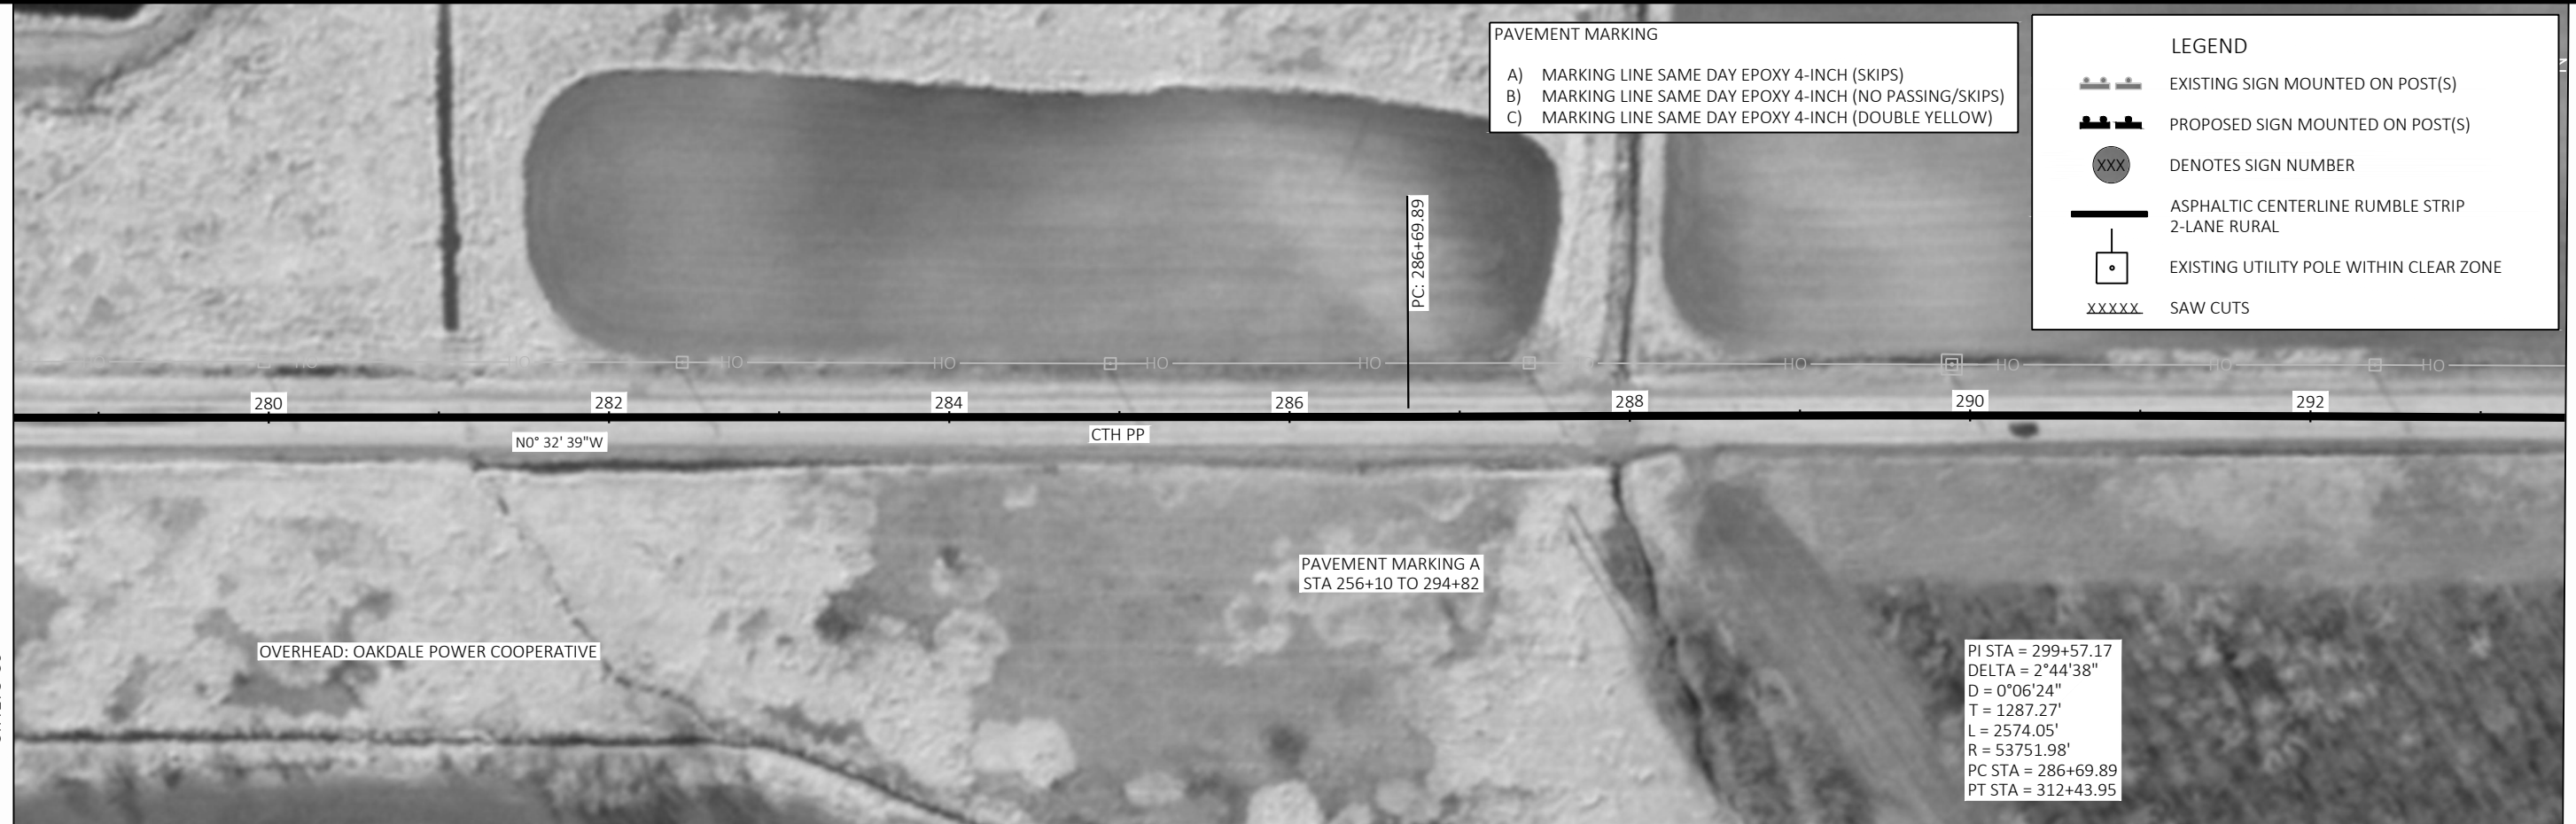 PAVEMENT MARKING
A) MARKING LINE SAME DAY EPOXY 4-INCH (SKIPS)
B) MARKING LINE SAME DAY EPOXY 4-INCH (NO PASSING/SKIPS)
C) MARKING LINE SAME DAY EPOXY 4-INCH (DOUBLE YELLOW)
LEGEND
EXISTING SIGN MOUNTED ON POST(S)
PROPOSED SIGN MOUNTED ON POST(S)
XXX DENOTES SIGN NUMBER
ASPHALTIC CENTERLINE RUMBLE STRIP
2-LANE RURAL
EXISTING UTILITY POLE WITHIN CLEAR ZONE
XXXXX SAW CUTS
PC: 286+69.89
HO HO HO HO HO HO HO HO HO HO HO HO
280 282 284 286 288 290 292
N0° 32' 39"W
CTH PP
PAVEMENT MARKING A
STA 256+10 TO 294+82
OVERHEAD: OAKDALE POWER COOPERATIVE
PI STA = 299+57.17
DELTA = 2°44'38"
D = 0°06'24"
T = 1287.27'
L = 2574.05'
R = 53751.98'
PC STA = 286+69.89
PT STA = 312+43.95